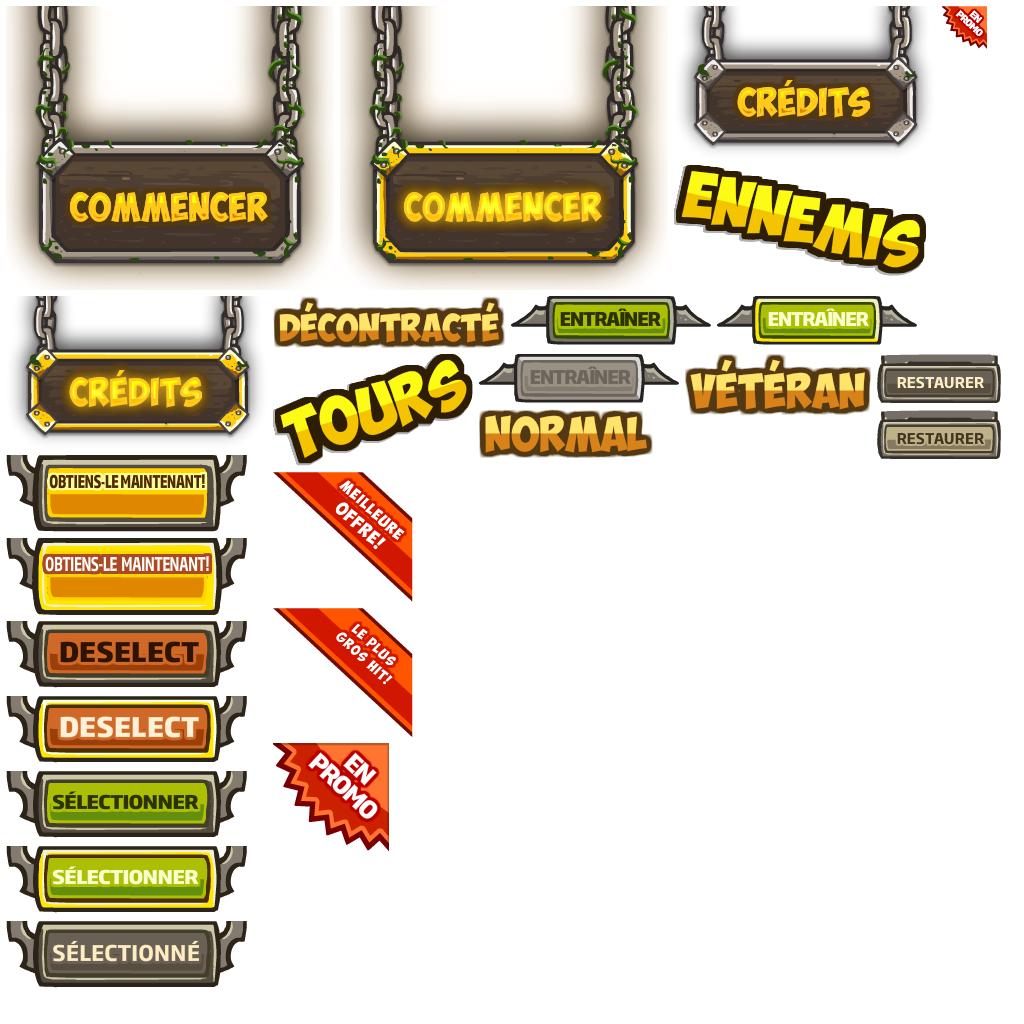 EN
PROMO
CRÉDITS
COMMENCER
COMMENCER
ENNEMIS
DÉCONTRACTÉ
ENTRAÎNER
ENTRAÎNER
CRÉDITS
TOURS
ENTRAÎNER
VÉTÉRAN
RESTAURER
NORMAL
RESTAURER
OBTIENS-LE MAINTENANT!
MEILLEURE
OFFRE!
OBTIENS-LE MAINTENANT!
DESELECT
LE PLUS
GROS HIT!
DESELECT
EN
PROMO
SÉLECTIONNER
SÉLECTIONNER
SÉLECTIONNÉ